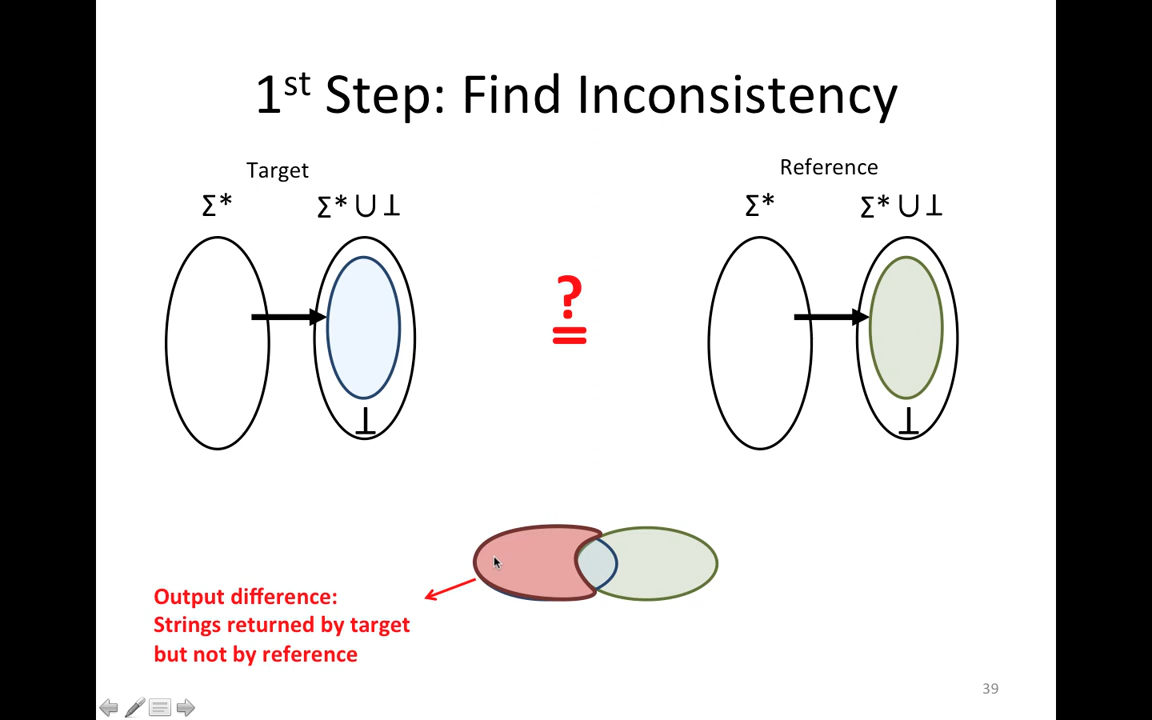 1st Step: Find Inconsistency
Target
Reference
Σ*
Σ* ∪ ⊥
Σ*
Σ* ∪ ⊥
?
=
⊥
⊥
Output difference:
Strings returned by target
but not by reference
39